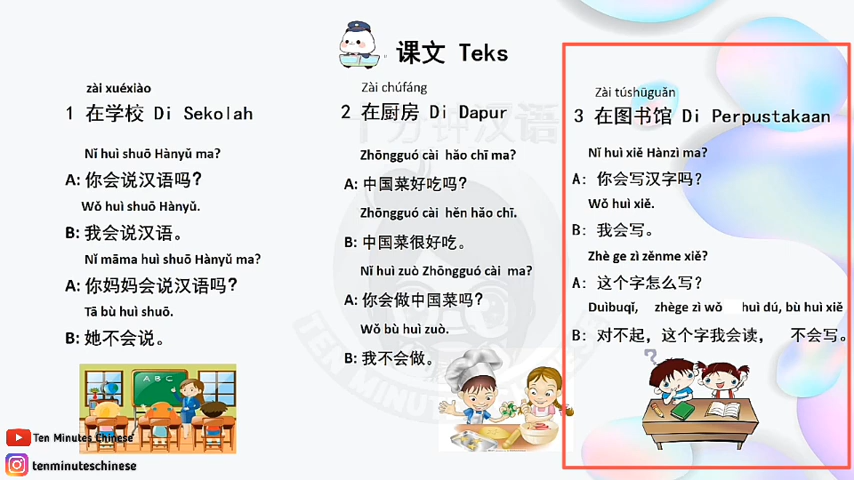 课文 Teks
zài xuéxiào
1 在学校 Di Sekolah
Nǐ huì shuō Hànyǔ ma?
A: 你会说汉语吗?
Wǒ huì shuō Hànyǔ.
B: 我会说汉语。
Nǐ māma huì shuō Hànyǔ ma?
A: 你妈妈会说汉语吗?
Tā bù huì shuō.
B: 她不会说。
Zài chúfáng
2 在厨房 Di Dapur
Zhōngguó cài hǎo chī ma?
A: 中国菜好吃吗?
Zhōngguó cài hěn hǎo chī.
B: 中国菜很好吃。
Nǐ huì zuò Zhōngguó cài ma?
A: 你会做中国菜吗?
Wǒ bù huì zuò.
B: 我不会做。
Zài túshūguǎn
3 在图书馆 Di Perpustakaan
Nǐ huì xiě Hànzì ma?
A: 你会写汉字吗?
Wǒ huì xiě.
B: 我会写。
Zhè ge zì zěnme xiě?
A: 这个字怎么写?
Duìbuqǐ, zhège zì wǒ huì dú, bù huì xiě
B: 对不起，这个字我会读， 不会写。
ABC
十分钟汉语
TEN MINUTES
Ten Minutes Chinese
tenminuteschinese